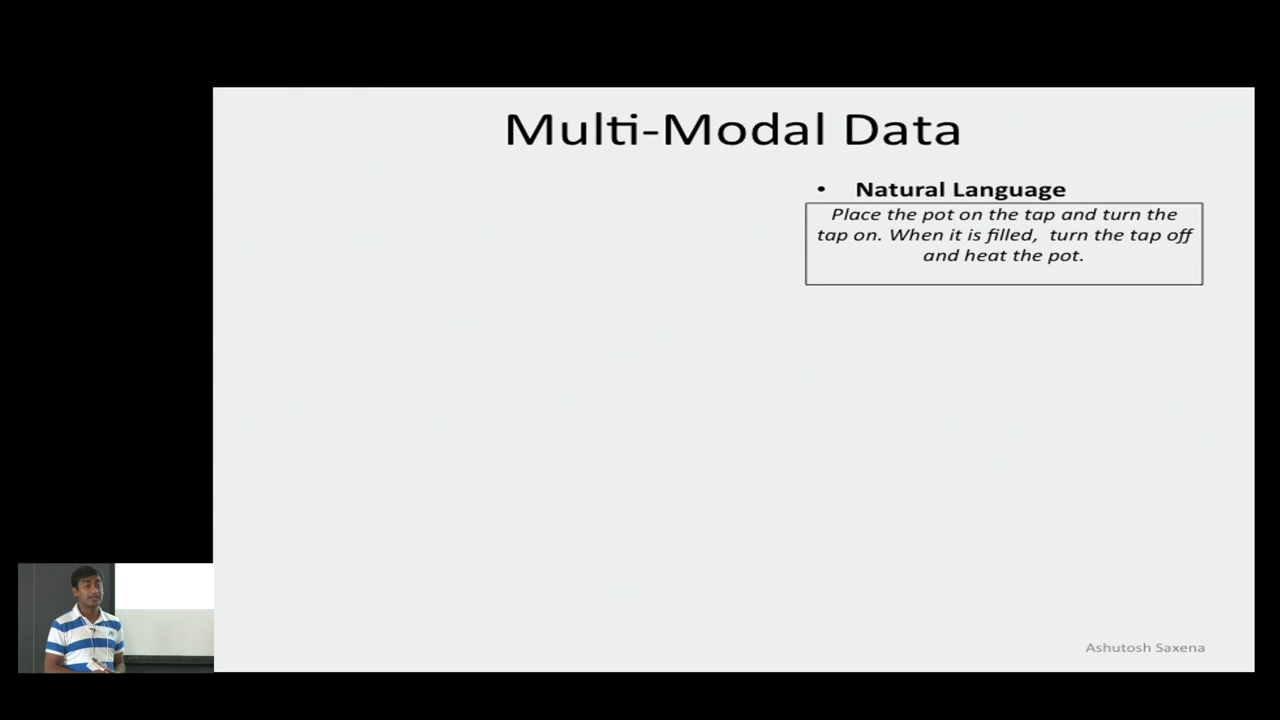 Multi-Modal Data
• Natural Language
Place the pot on the tap and turn the
tap on. When it is filled, turn the tap off
and heat the pot.
Ashutosh Saxena